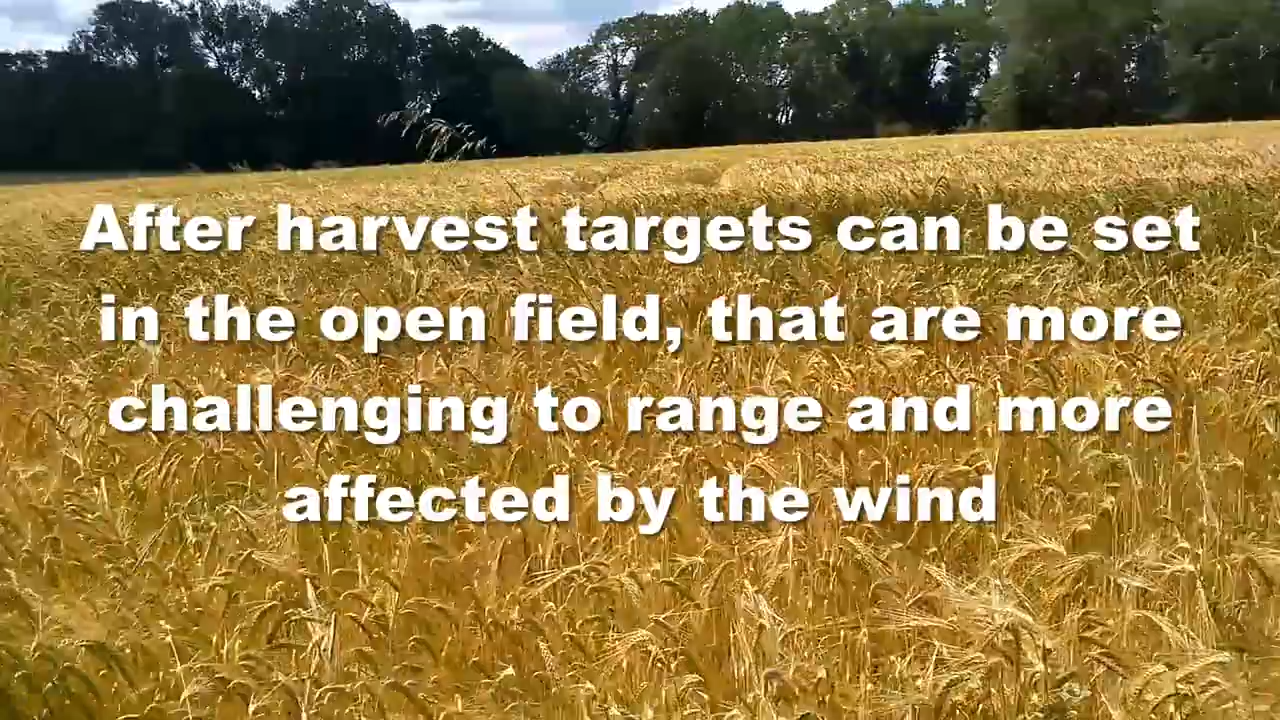 After harvest targets can be set
in the open field, that are more
challenging to range and more
affected by the wind